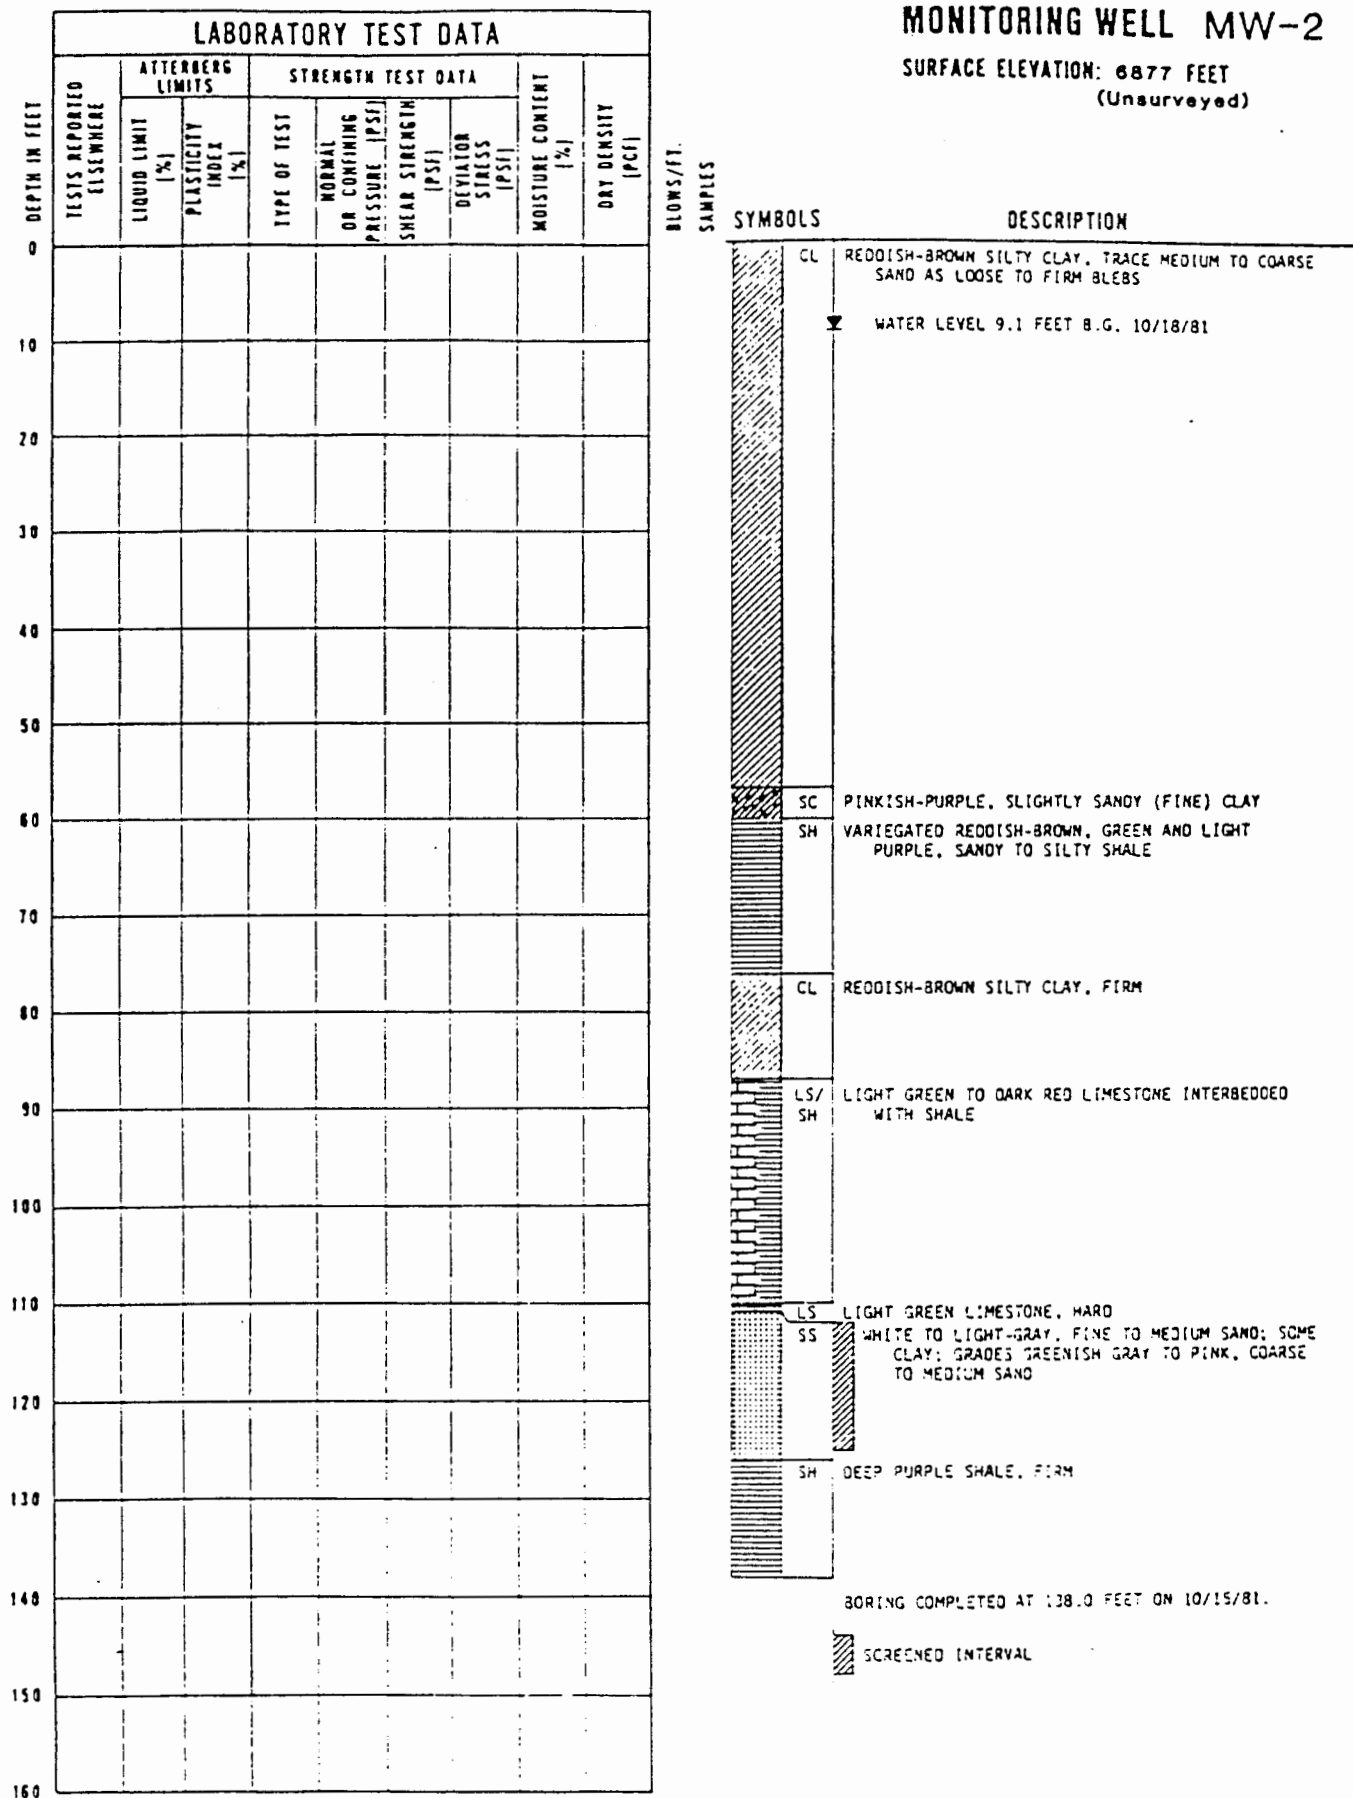 MONITORING WELL MW-2
SURFACE ELEVATION: 6877 FEET
(Unsurveyed)
LABORATORY TEST DATA
ATTERBERG
LIMITS
STRENGTH TEST DATA
DEPTH IN FEET
TESTS REPORTED
ELSEWHERE
LIQUID LIMIT
(%)
PLASTICITY
INDEX
(%)
TYPE OF TEST
NORMAL
OR CONFINING
PRESSURE (PSF)
SHEAR STRENGTH
(PSF)
DEVIATOR
STRESS
(PSF)
MOISTURE CONTENT
(%)
DRY DENSITY
(PCF)
BLOWS/FT.
SAMPLES
SYMBOLS
DESCRIPTION
0
CL REDDISH-BROWN SILTY CLAY, TRACE MEDIUM TO COARSE
SAND AS LOOSE TO FIRM BLEBS
WATER LEVEL 9.1 FEET B.G. 10/18/81
10
20
30
40
50
SC PINKISH-PURPLE, SLIGHTLY SANDY (FINE) CLAY
60
SH VARIEGATED REDDISH-BROWN, GREEN AND LIGHT
PURPLE, SANDY TO SILTY SHALE
70
CL REDDISH-BROWN SILTY CLAY, FIRM
80
LS/ LIGHT GREEN TO DARK RED LIMESTONE INTERBEDDED
90
SH WITH SHALE
100
110
LS LIGHT GREEN LIMESTONE, HARD
SS WHITE TO LIGHT-GRAY, FINE TO MEDIUM SAND; SOME
CLAY; GRADES GREENISH GRAY TO PINK, COARSE
TO MEDIUM SAND
120
SH DEEP PURPLE SHALE, FIRM
130
140
BORING COMPLETED AT 138.0 FEET ON 10/15/81.
SCREENED INTERVAL
150
160